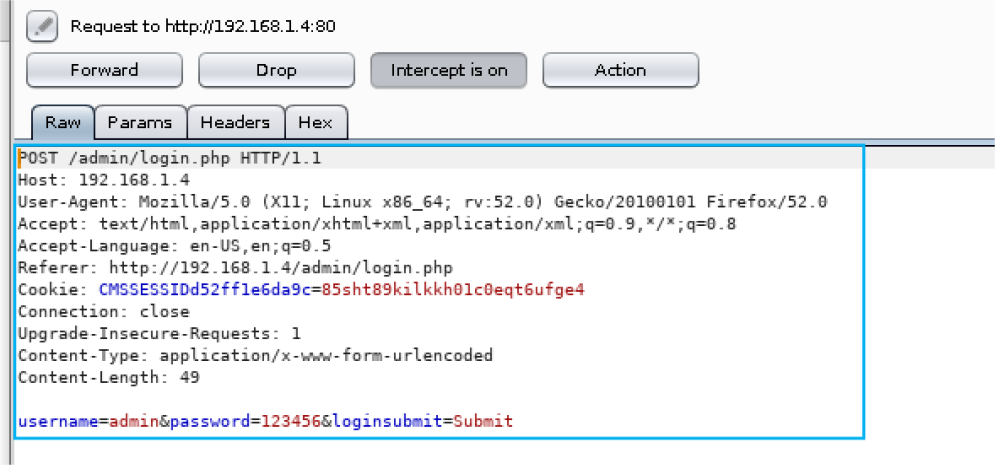 Request to http://192.168.1.4:80
Forward Drop Intercept is on Action
Raw Params Headers Hex
POST /admin/login.php HTTP/1.1
Host: 192.168.1.4
User-Agent: Mozilla/5.0 (X11; Linux x86_64; rv:52.0) Gecko/20100101 Firefox/52.0
Accept: text/html,application/xhtml+xml,application/xml;q=0.9,*/*;q=0.8
Accept-Language: en-US,en;q=0.5
Referer: http://192.168.1.4/admin/login.php
Cookie: CMSSESSIDd52ff1e6da9c=85sht89kilkkh01c0eqt6ufge4
Connection: close
Upgrade-Insecure-Requests: 1
Content-Type: application/x-www-form-urlencoded
Content-Length: 49
username=admin&password=123456&loginsubmit=Submit